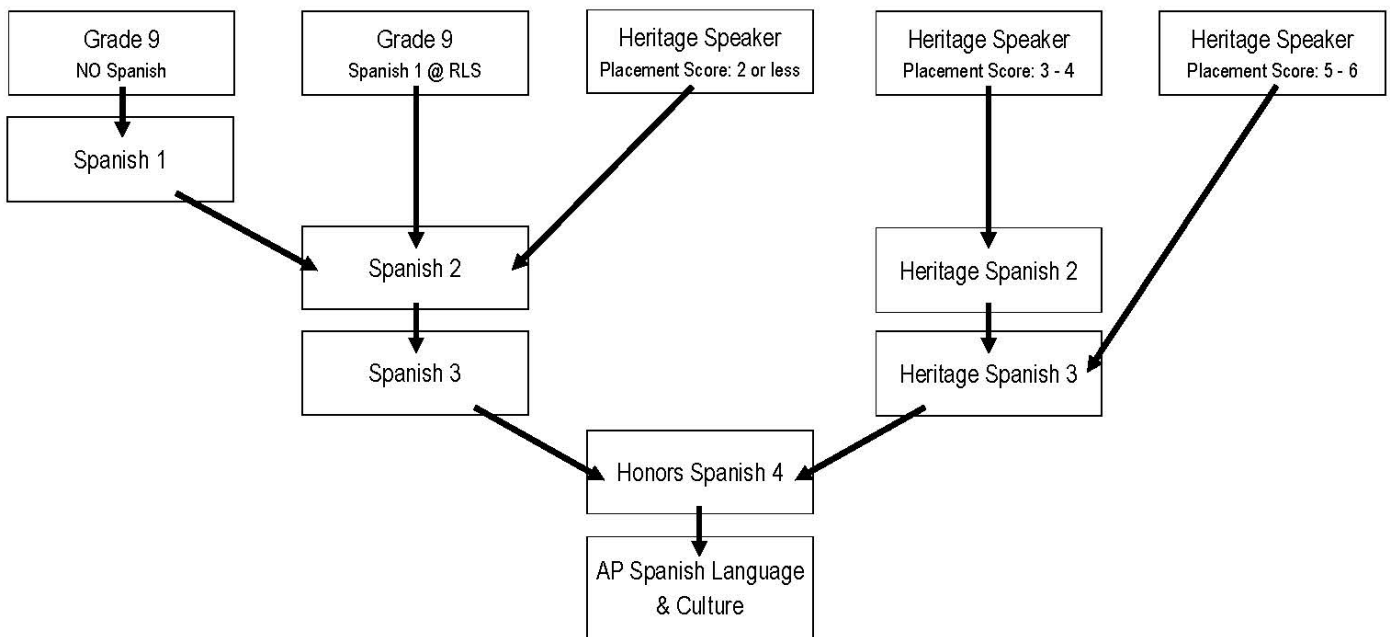 Grade 9
NO Spanish
Grade 9
Spanish 1 @ RLS
Heritage Speaker
Placement Score: 2 or less
Heritage Speaker
Placement Score: 3 - 4
Heritage Speaker
Placement Score: 5 - 6
Spanish 1
Spanish 2
Heritage Spanish 2
Spanish 3
Heritage Spanish 3
Honors Spanish 4
AP Spanish Language
& Culture